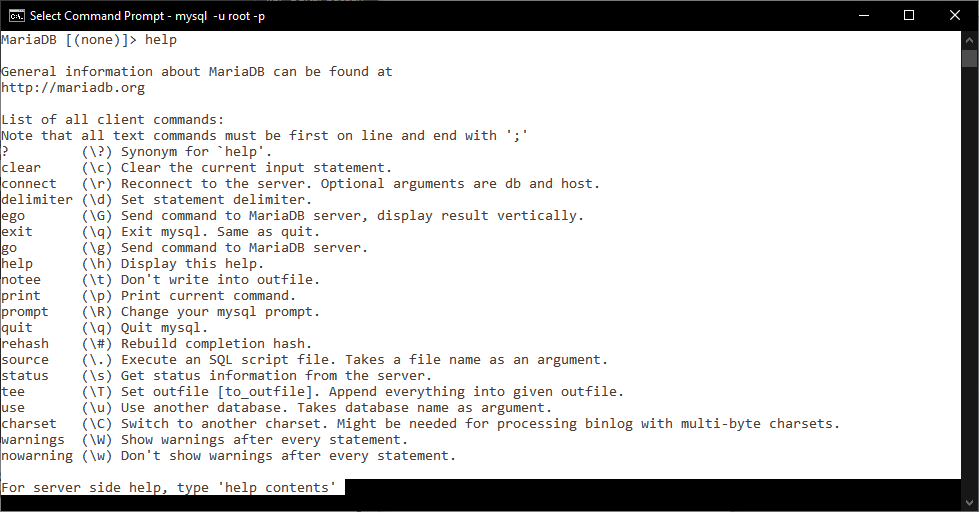 Select Command Prompt - mysql -u root -p
MariaDB [(none)]> help
General information about MariaDB can be found at
http://mariadb.org
List of all client commands:
Note that all text commands must be first on line and end with ';'
? (\?) Synonym for `help'.
clear (\c) Clear the current input statement.
connect (\r) Reconnect to the server. Optional arguments are db and host.
delimiter (\d) Set statement delimiter.
ego (\G) Send command to MariaDB server, display result vertically.
exit (\q) Exit mysql. Same as quit.
go (\g) Send command to MariaDB server.
help (\h) Display this help.
notee (\t) Don't write into outfile.
print (\p) Print current command.
prompt (\R) Change your mysql prompt.
quit (\q) Quit mysql.
rehash (\#) Rebuild completion hash.
source (\.) Execute an SQL script file. Takes a file name as an argument.
status (\s) Get status information from the server.
tee (\T) Set outfile [to_outfile]. Append everything into given outfile.
use (\u) Use another database. Takes database name as argument.
charset (\C) Switch to another charset. Might be needed for processing binlog with multi-byte charsets.
warnings (\W) Show warnings after every statement.
nowarning (\w) Don't show warnings after every statement.
For server side help, type 'help contents'